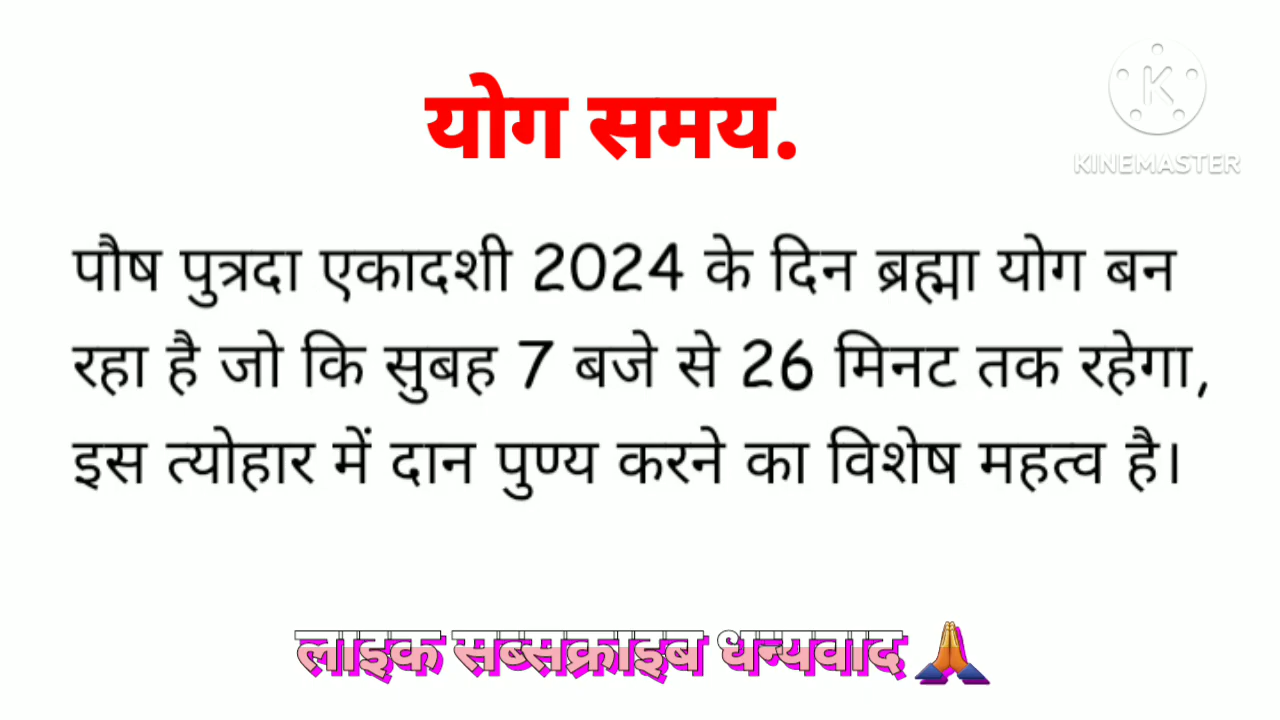 योग समय.
KINEMASTER
पौष पुत्रदा एकादशी 2024 के दिन ब्रह्मा योग बन
रहा है जो कि सुबह 7 बजे से 26 मिनट तक रहेगा,
इस त्योहार में दान पुण्य करने का विशेष महत्व है।
लाइक सब्सक्राइब धन्यवाद 🙏